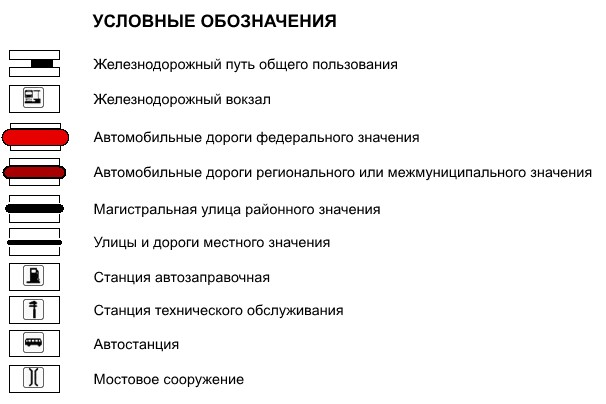 УСЛОВНЫЕ ОБОЗНАЧЕНИЯ
Железнодорожный путь общего пользования
Железнодорожный вокзал
Автомобильные дороги федерального значения
Автомобильные дороги регионального или межмуниципального значения
Магистральная улица районного значения
Улицы и дороги местного значения
Станция автозаправочная
Станция технического обслуживания
Автостанция
Мостовое сооружение